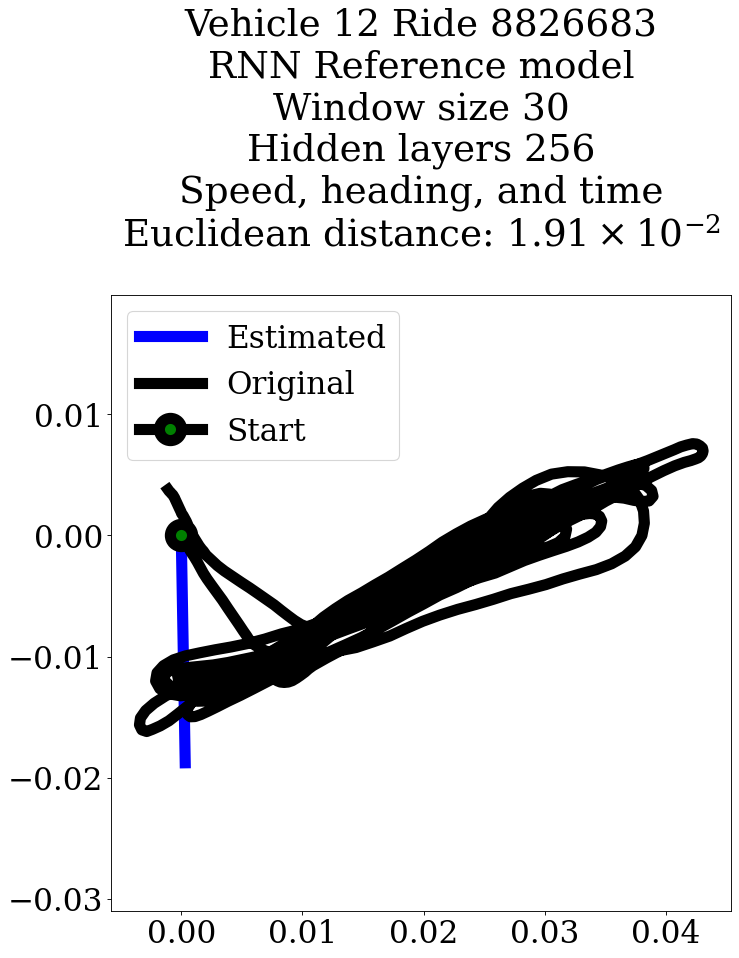 Vehicle 12 Ride 8826683
RNN Reference model
Window size 30
Hidden layers 256
Speed, heading, and time
Euclidean distance: 1.91 × 10⁻²
Estimated
Original
Start
0.01
0.00
−0.01
−0.02
−0.03
0.00 0.01 0.02 0.03 0.04